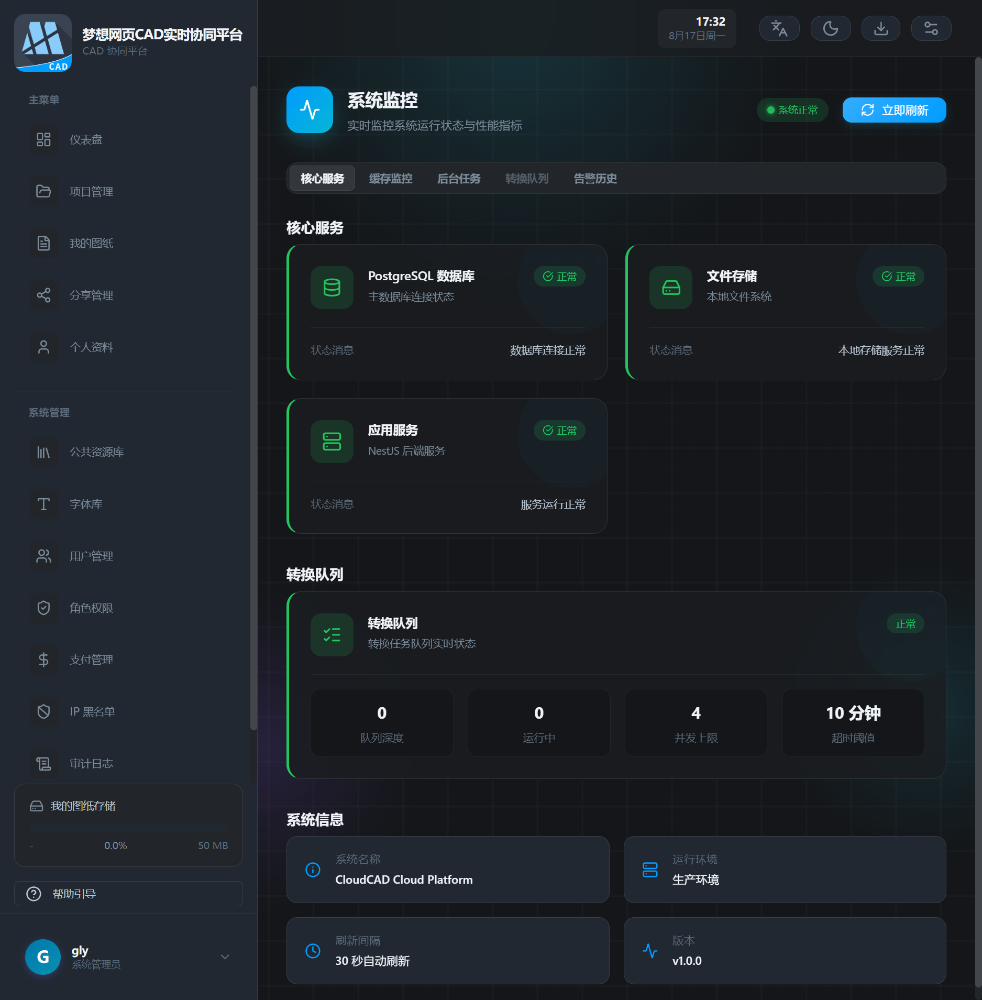 CAD
梦想网页CAD实时协同平台
CAD 协同平台
主菜单
仪表盘
项目管理
我的图纸
分享管理
个人资料
系统管理
公共资源库
字体库
用户管理
角色权限
支付管理
IP 黑名单
审计日志
我的图纸存储
-
0.0%
50 MB
帮助引导
G
gly
系统管理员
17:32
8月17日周一
系统监控
实时监控系统运行状态与性能指标
系统正常
立即刷新
核心服务
缓存监控
后台任务
转换队列
告警历史
核心服务
PostgreSQL 数据库
主数据库连接状态
正常
状态消息
数据库连接正常
文件存储
本地文件系统
正常
状态消息
本地存储服务正常
应用服务
NestJS 后端服务
正常
状态消息
服务运行正常
转换队列
转换队列
转换任务队列实时状态
正常
0
队列深度
0
运行中
4
并发上限
10 分钟
超时阈值
系统信息
系统名称
CloudCAD Cloud Platform
运行环境
生产环境
刷新间隔
30 秒自动刷新
版本
v1.0.0